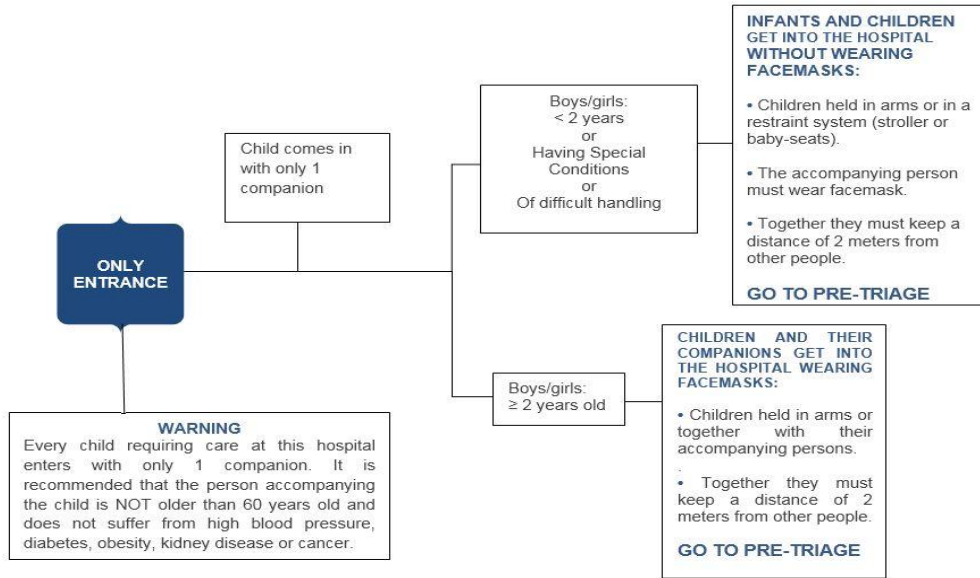 ONLY
ENTRANCE
Child comes in
with only 1
companion
WARNING
Every child requiring care at this hospital
enters with only 1 companion. It is
recommended that the person accompanying
the child is NOT older than 60 years old and
does not suffer from high blood pressure,
diabetes, obesity, kidney disease or cancer.
Boys/girls:
< 2 years
or
Having Special
Conditions
or
Of difficult handling
INFANTS AND CHILDREN
GET INTO THE HOSPITAL
WITHOUT WEARING
FACEMASKS:
• Children held in arms or in a
restraint system (stroller or
baby-seats).
• The accompanying person
must wear facemask.
• Together they must keep a
distance of 2 meters from
other people.
GO TO PRE-TRIAGE
Boys/girls:
≥ 2 years old
CHILDREN AND THEIR
COMPANIONS GET INTO
THE HOSPITAL WEARING
FACEMASKS:
• Children held in arms or
together with their
accompanying persons.
.
• Together they must
keep a distance of 2
meters from other people.
GO TO PRE-TRIAGE